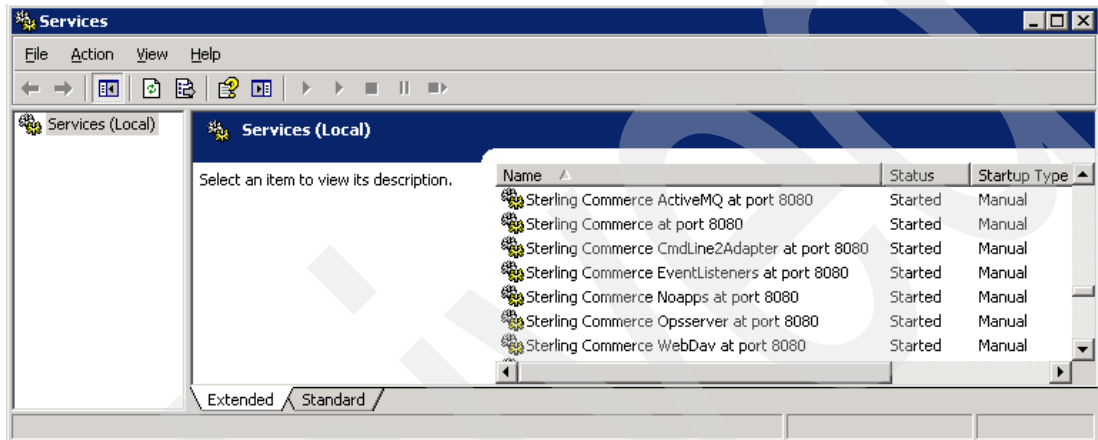 Services
File Action View Help
Services (Local)
Services (Local)
Select an item to view its description.
Name Status Startup Type
Sterling Commerce ActiveMQ at port 8080 Started Manual
Sterling Commerce at port 8080 Started Manual
Sterling Commerce CmdLine2Adapter at port 8080 Started Manual
Sterling Commerce EventListeners at port 8080 Started Manual
Sterling Commerce Noapps at port 8080 Started Manual
Sterling Commerce Opsserver at port 8080 Started Manual
Sterling Commerce WebDav at port 8080 Started Manual
Extended Standard